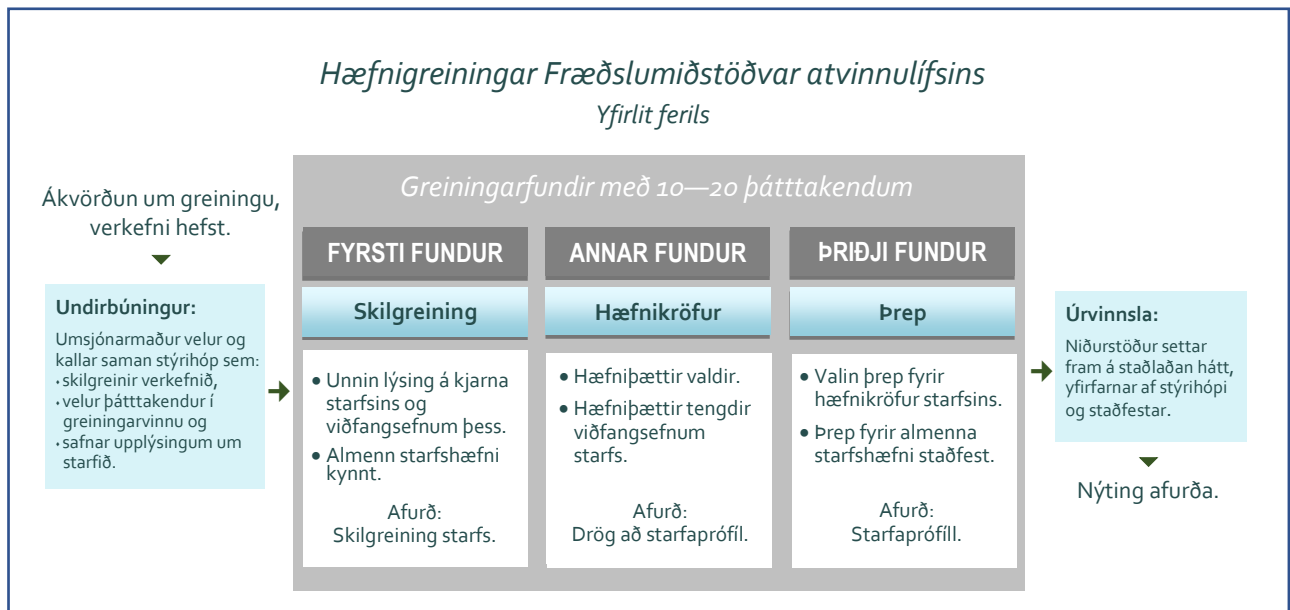 Hæfnigreiningar Fræðslumiðstöðvar atvinnulífsins
Yfirlit ferils
Ákvörðun um greiningu,
verkefni hefst.
Undirbúningur:
Umsjónarmaður velur og
kallar saman stýrihóp sem:
• skilgreinir verkefnið,
• velur þátttakendur í
greiningarvinnu og
• safnar upplýsingum um
starfið.
Greiningarfundir með 10—20 þátttakendum
FYRSTI FUNDUR
Skilgreining
• Unnin lýsing á kjarna
starfsins og
viðfangsefnum þess.
• Almenn starfshæfni
kynnt.
Afurð:
Skilgreining starfs.
ANNAR FUNDUR
Hæfnikröfur
• Hæfniþættir valdir.
• Hæfniþættir tengdir
viðfangsefnum
starfs.
Afurð:
Drög að starfaprófíl.
ÞRIÐJI FUNDUR
Þrep
• Valin þrep fyrir
hæfnikröfur starfsins.
• Þrep fyrir almenna
starfshæfni staðfest.
Afurð:
Starfaprófíll.
Úrvinnsla:
Niðurstöður settar
fram á staðlaðan hátt,
yfirfarnar af stýrihópi
og staðfestar.
Nýting afurða.